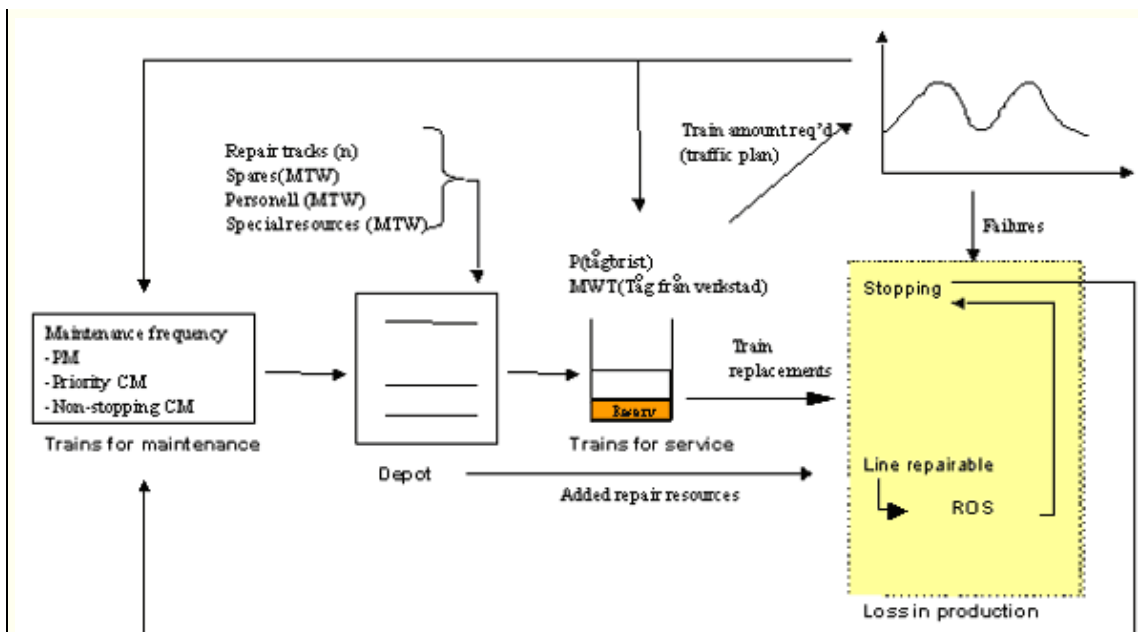 Train amount req'd
(traffic plan)
Repair tracks (n)
Spares(MTW)
Personell (MTW)
Special resources (MTW)
Failures
P(tågbrist)
MWT(Tåg från verkstad)
Stopping
Maintenance frequency
- PM
- Priority CM
- Non-stopping CM
Train
replacements
Trains for maintenance
Trains for service
Depot
Added repair resources
Line repairable
ROS
Loss in production